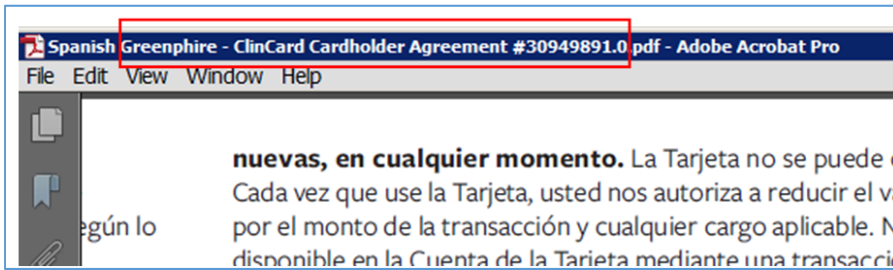 Spanish Greenphire - ClinCard Cardholder Agreement #30949891.0.pdf - Adobe Acrobat Pro
File Edit View Window Help
nuevas, en cualquier momento. La Tarjeta no se puede
Cada vez que use la Tarjeta, usted nos autoriza a reducir el
egún lo
por el monto de la transacción y cualquier cargo aplicable.
disponible en la Cuenta de la Tarjeta mediante una